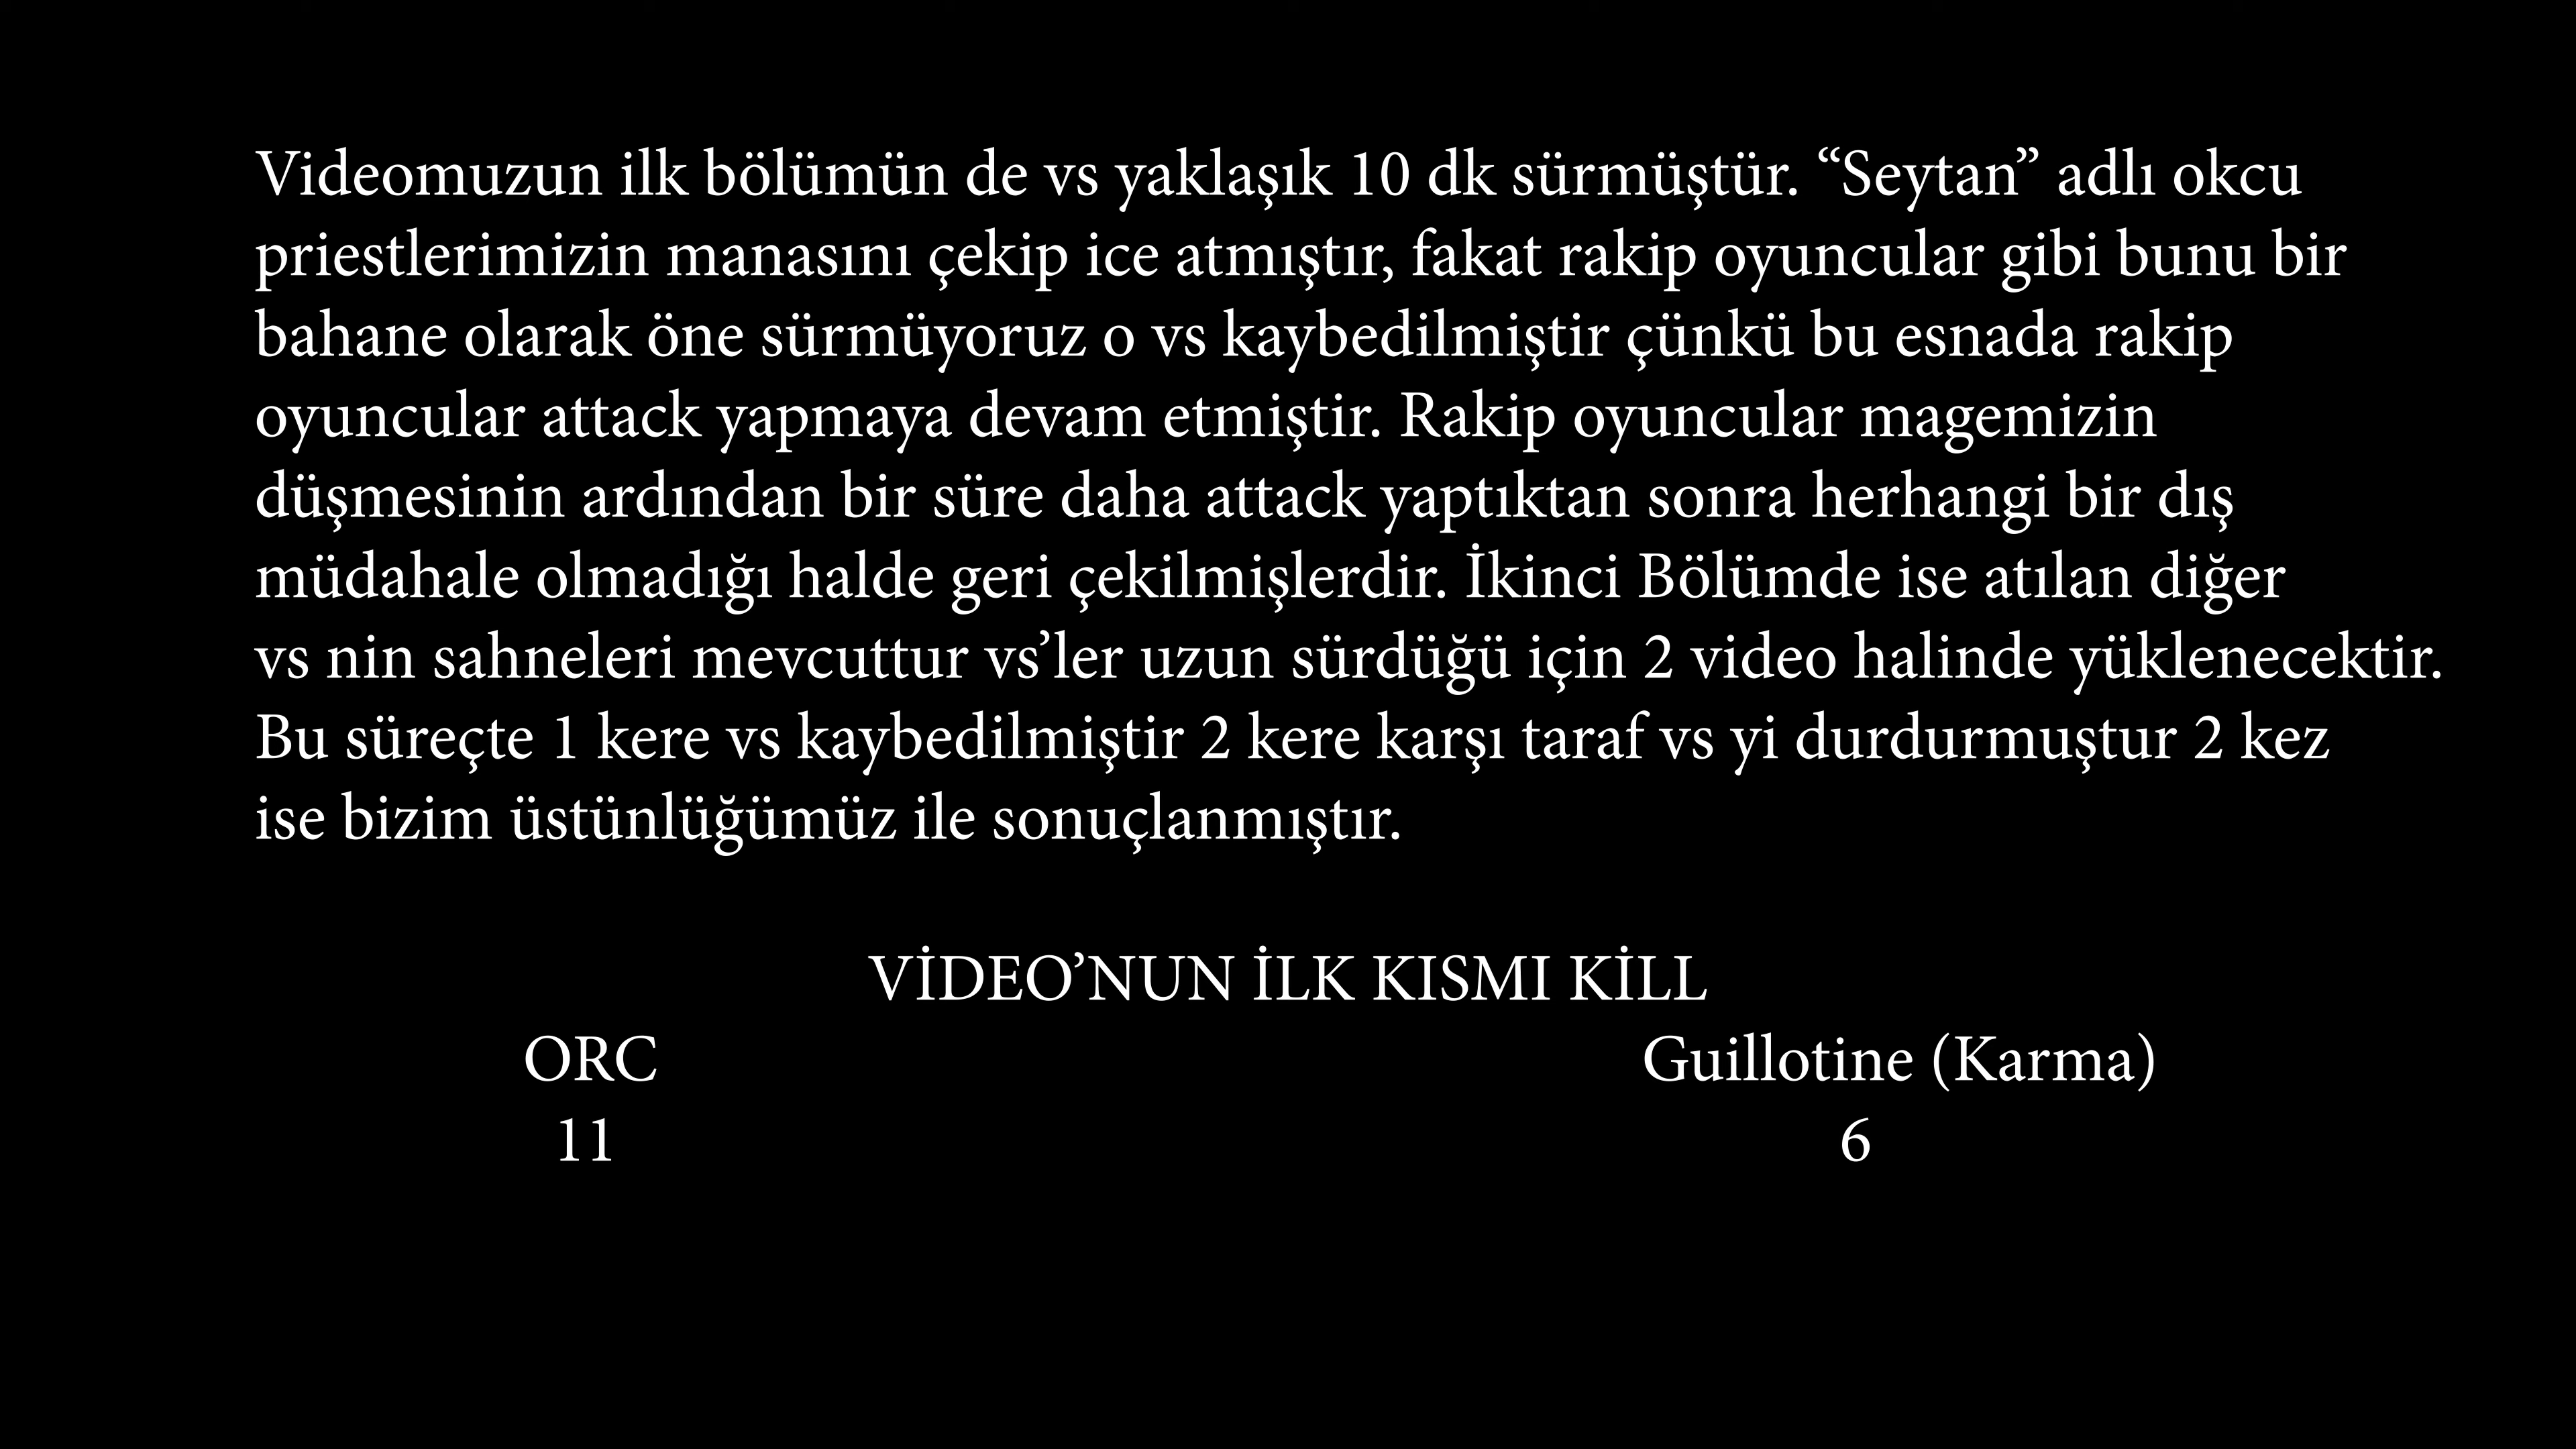 Videomuzun ilk bölümün de vs yaklaşık 10 dk sürmüştür. “Seytan” adlı okcu
priestlerimizin manasını çekip ice atmıştır, fakat rakip oyuncular gibi bunu bir
bahane olarak öne sürmüyoruz o vs kaybedilmiştir çünkü bu esnada rakip
oyuncular attack yapmaya devam etmiştir. Rakip oyuncular magemizin
düşmesinin ardından bir süre daha attack yaptıktan sonra herhangi bir dış
müdahale olmadığı halde geri çekilmişlerdir. İkinci Bölümde ise atılan diğer
vs nin sahneleri mevcuttur vs’ler uzun sürdüğü için 2 video halinde yüklenecektir.
Bu süreçte 1 kere vs kaybedilmiştir 2 kere karşı taraf vs yi durdurmuştur 2 kez
ise bizim üstünlüğümüz ile sonuçlanmıştır.
VİDEO’NUN İLK KISMI KİLL
ORC Guillotine (Karma)
11 6